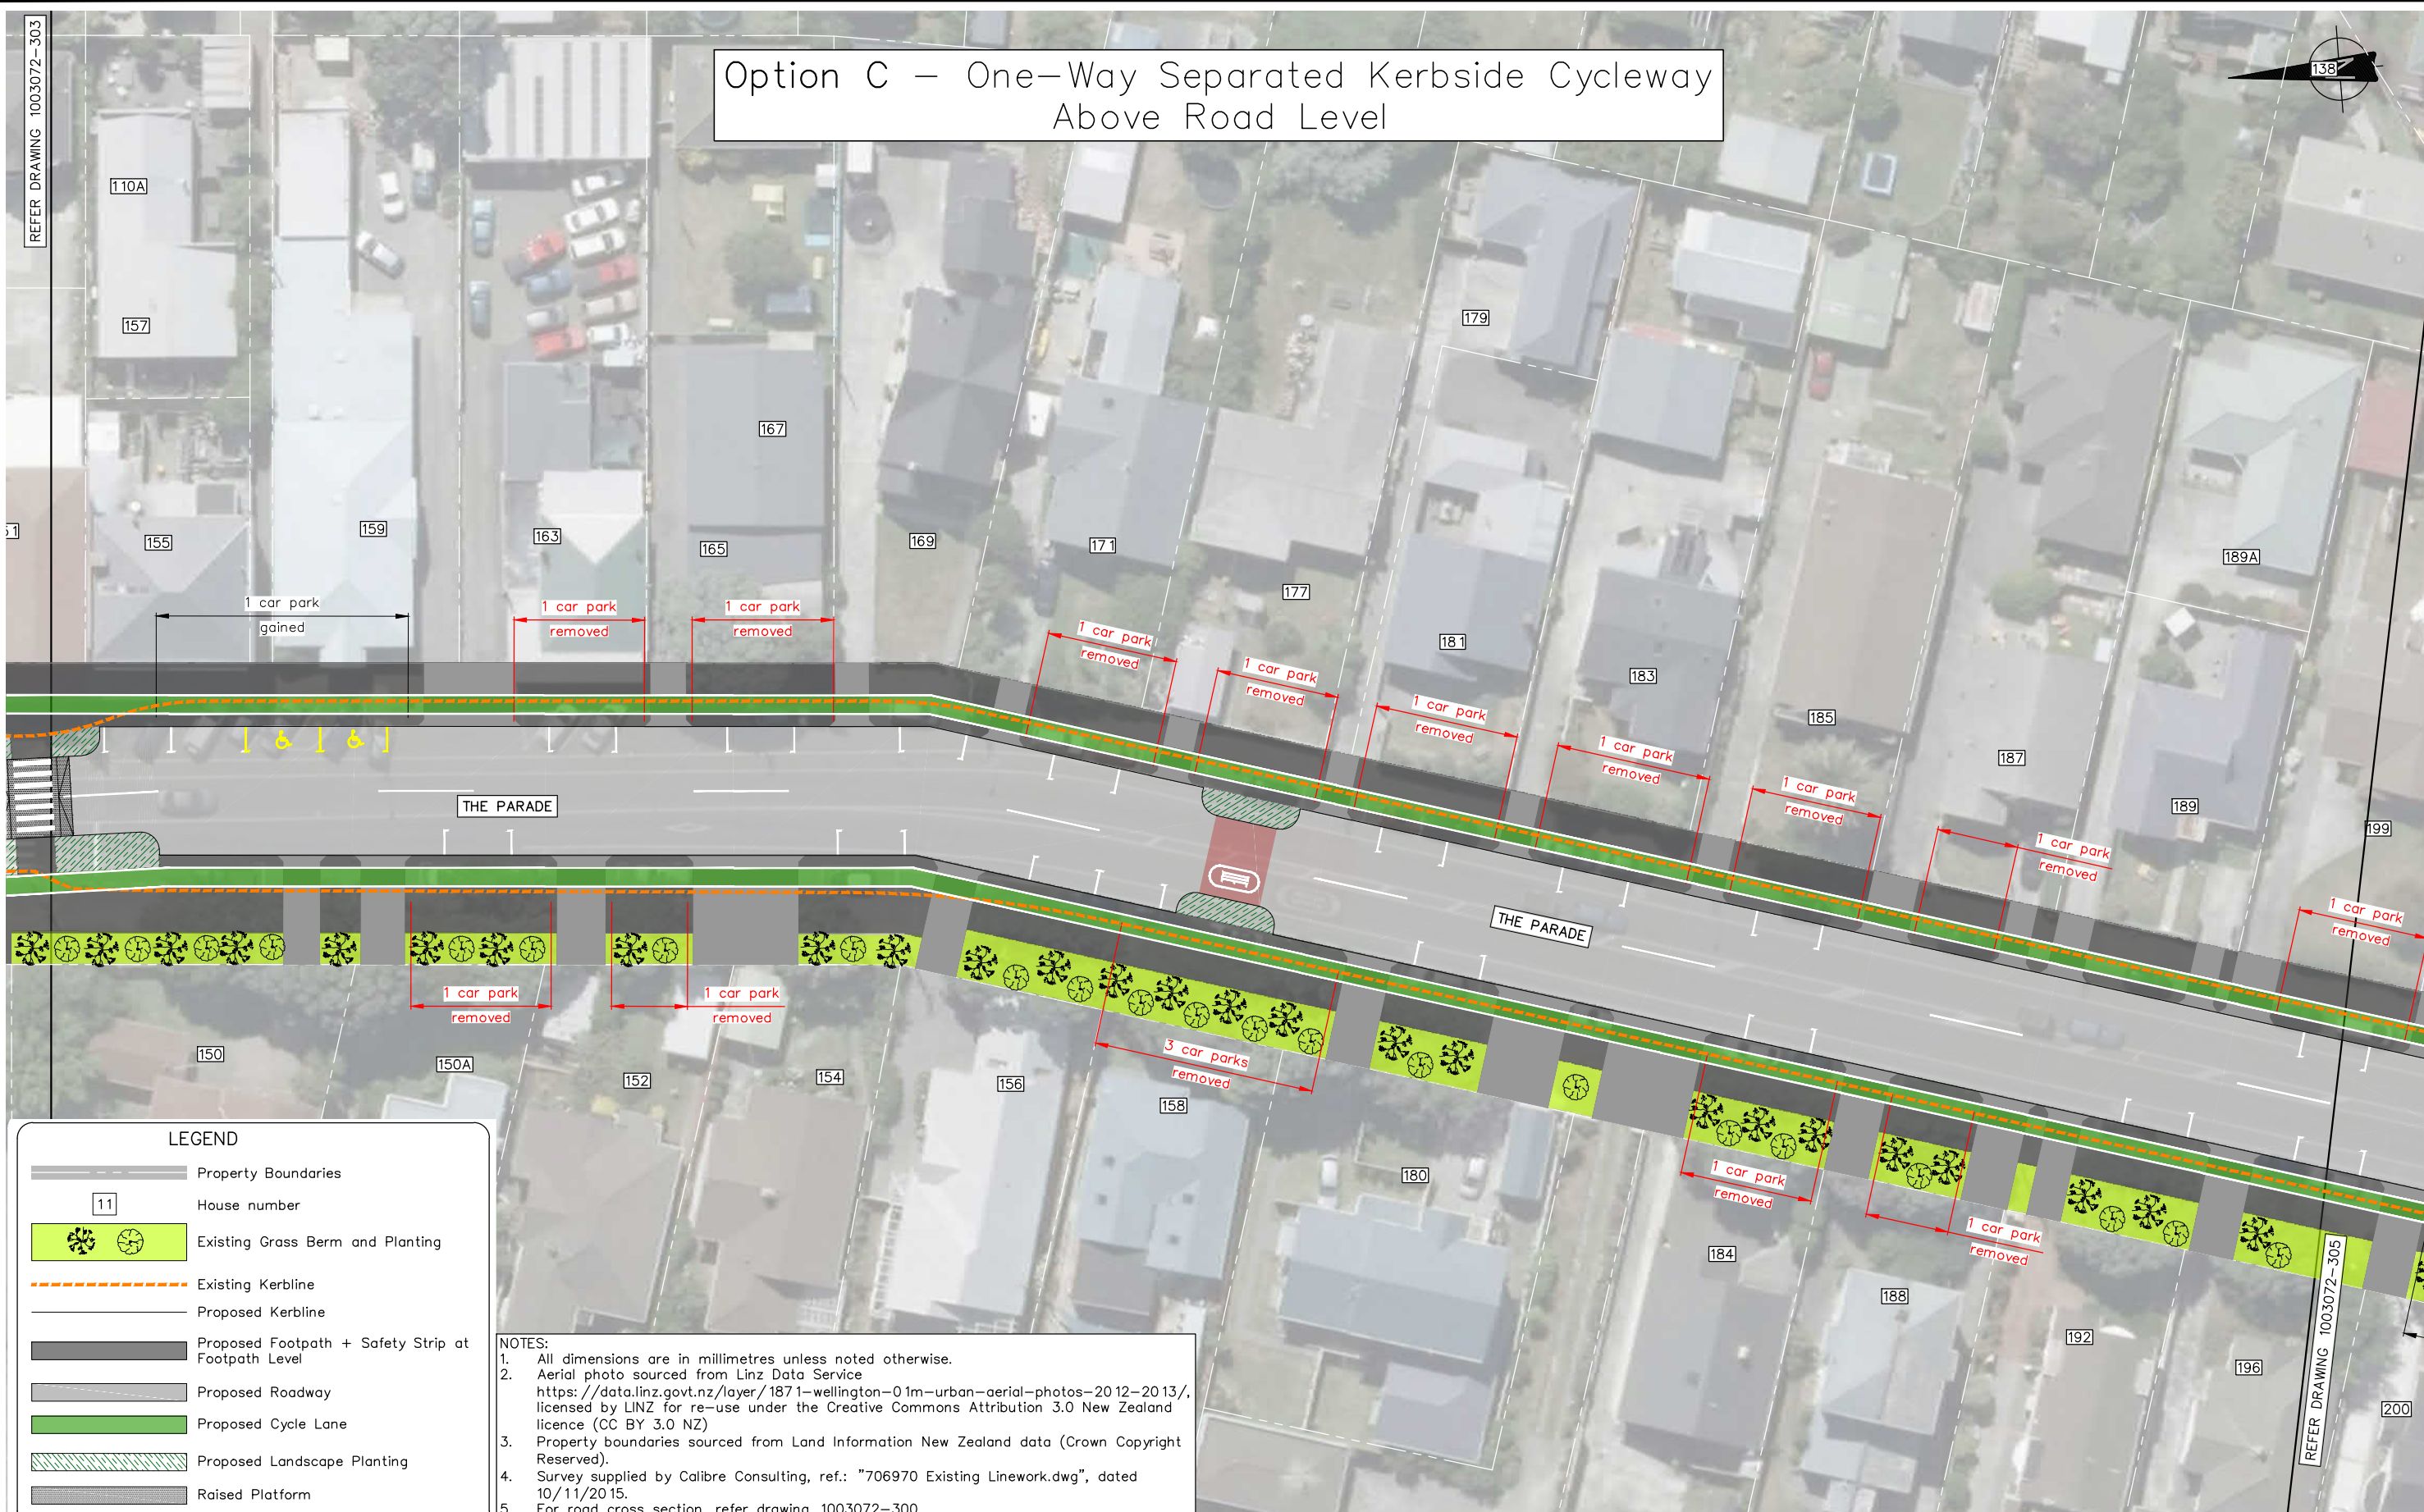 REFER DRAWING 1003072-303
Option C – One-Way Separated Kerbside Cycleway
Above Road Level
138
110A
157
179
167
51
155
159
163
165
169
171
177
181
183
185
187
189A
189
199
1 car park
gained
1 car park
removed
1 car park
removed
1 car park
removed
1 car park
removed
1 car park
removed
1 car park
removed
1 car park
removed
1 car park
removed
1 car park
removed
THE PARADE
THE PARADE
1 car park
removed
1 car park
removed
3 car parks
removed
1 car park
removed
1 car park
removed
150
150A
152
154
156
158
180
184
188
192
196
200
REFER DRAWING 1003072-305
LEGEND
Property Boundaries
11
House number
Existing Grass Berm and Planting
Existing Kerbline
Proposed Kerbline
Proposed Footpath + Safety Strip at
Footpath Level
Proposed Roadway
Proposed Cycle Lane
Proposed Landscape Planting
Raised Platform
NOTES:
1. All dimensions are in millimetres unless noted otherwise.
2. Aerial photo sourced from Linz Data Service
https://data.linz.govt.nz/layer/1871-wellington-01m-urban-aerial-photos-2012-2013/,
licensed by LINZ for re-use under the Creative Commons Attribution 3.0 New Zealand
licence (CC BY 3.0 NZ)
3. Property boundaries sourced from Land Information New Zealand data (Crown Copyright
Reserved).
4. Survey supplied by Calibre Consulting, ref.: "706970 Existing Linework.dwg", dated
10/11/2015.
5. For road cross section, refer drawing 1003072-300